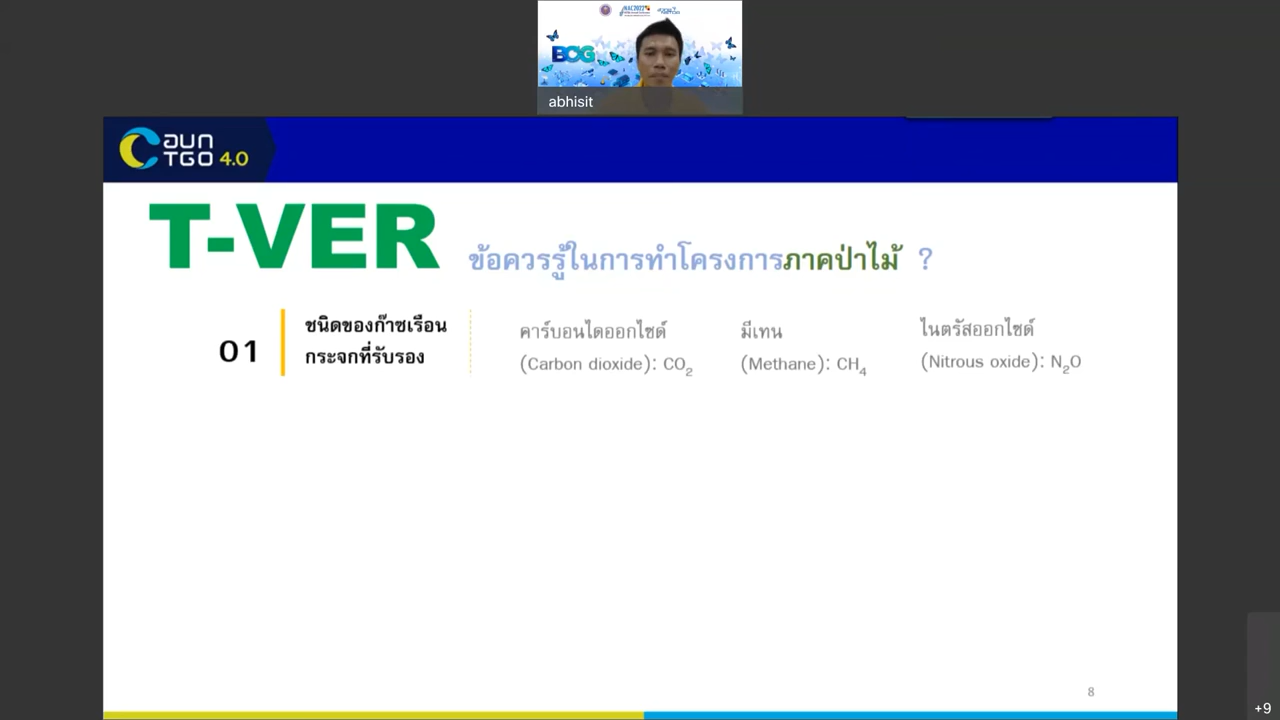 NAC2022
BCG
abhisit
อบก
TGO 4.0
T-VER
ข้อควรรู้ในการทำโครงการภาคป่าไม้ ?
01
ชนิดของก๊าซเรือน
กระจกที่รับรอง
คาร์บอนไดออกไซด์
(Carbon dioxide): CO₂
มีเทน
(Methane): CH₄
ไนตรัสออกไซด์
(Nitrous oxide): N₂O
8
+9